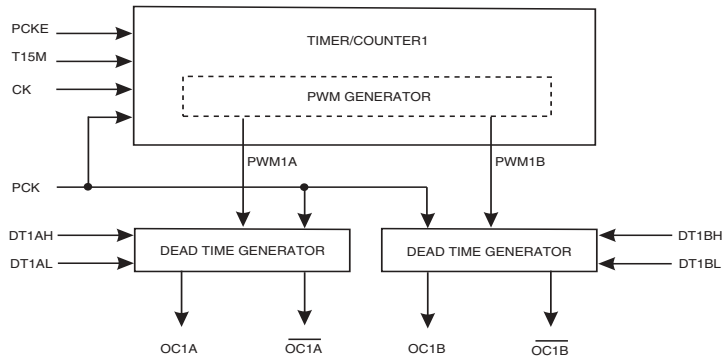 PCKE
TIMER/COUNTER1
T15M
CK
PWM GENERATOR
PWM1A
PWM1B
PCK
DT1AH
DT1BH
DEAD TIME GENERATOR
DEAD TIME GENERATOR
DT1AL
DT1BL
OC1A
OC1A
OC1B
OC1B